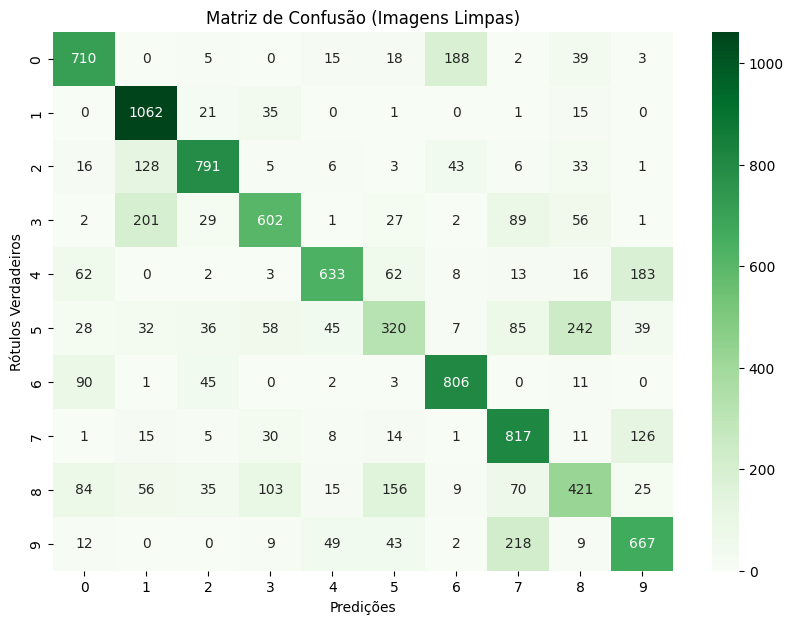 Matriz de Confusão (Imagens Limpas)
Rótulos Verdadeiros
0 710 0 5 0 15 18 188 2 39 3
1 0 1062 21 35 0 1 0 1 15 0
2 16 128 791 5 6 3 43 6 33 1
3 2 201 29 602 1 27 2 89 56 1
4 62 0 2 3 633 62 8 13 16 183
5 28 32 36 58 45 320 7 85 242 39
6 90 1 45 0 2 3 806 0 11 0
7 1 15 5 30 8 14 1 817 11 126
8 84 56 35 103 15 156 9 70 421 25
9 12 0 0 9 49 43 2 218 9 667
0 1 2 3 4 5 6 7 8 9
Predições
1000
800
600
400
200
0